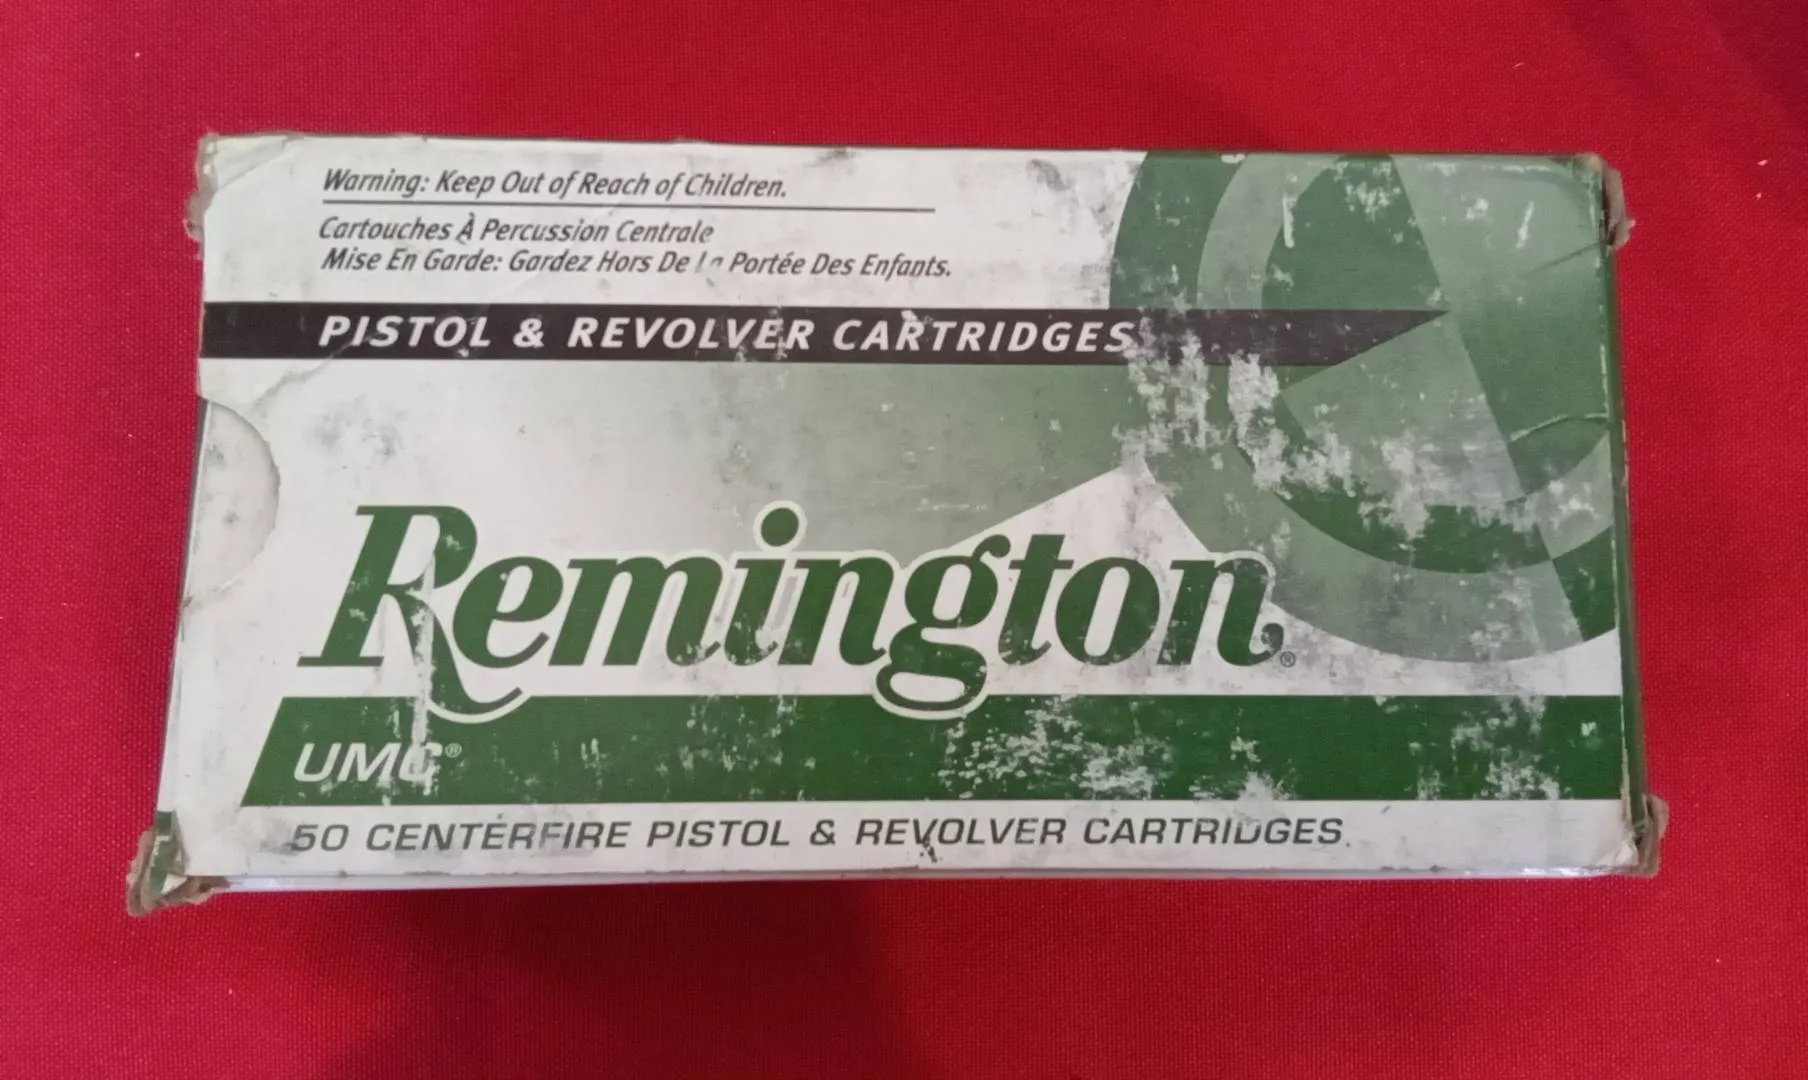 Warning: Keep Out of Reach of Children.
Cartouches À Percussion Centrale
Mise En Garde: Gardez Hors De La Portée Des Enfants.
PISTOL & REVOLVER CARTRIDGES
Remington®
UMC®
50 CENTERFIRE PISTOL & REVOLVER CARTRIDGES.